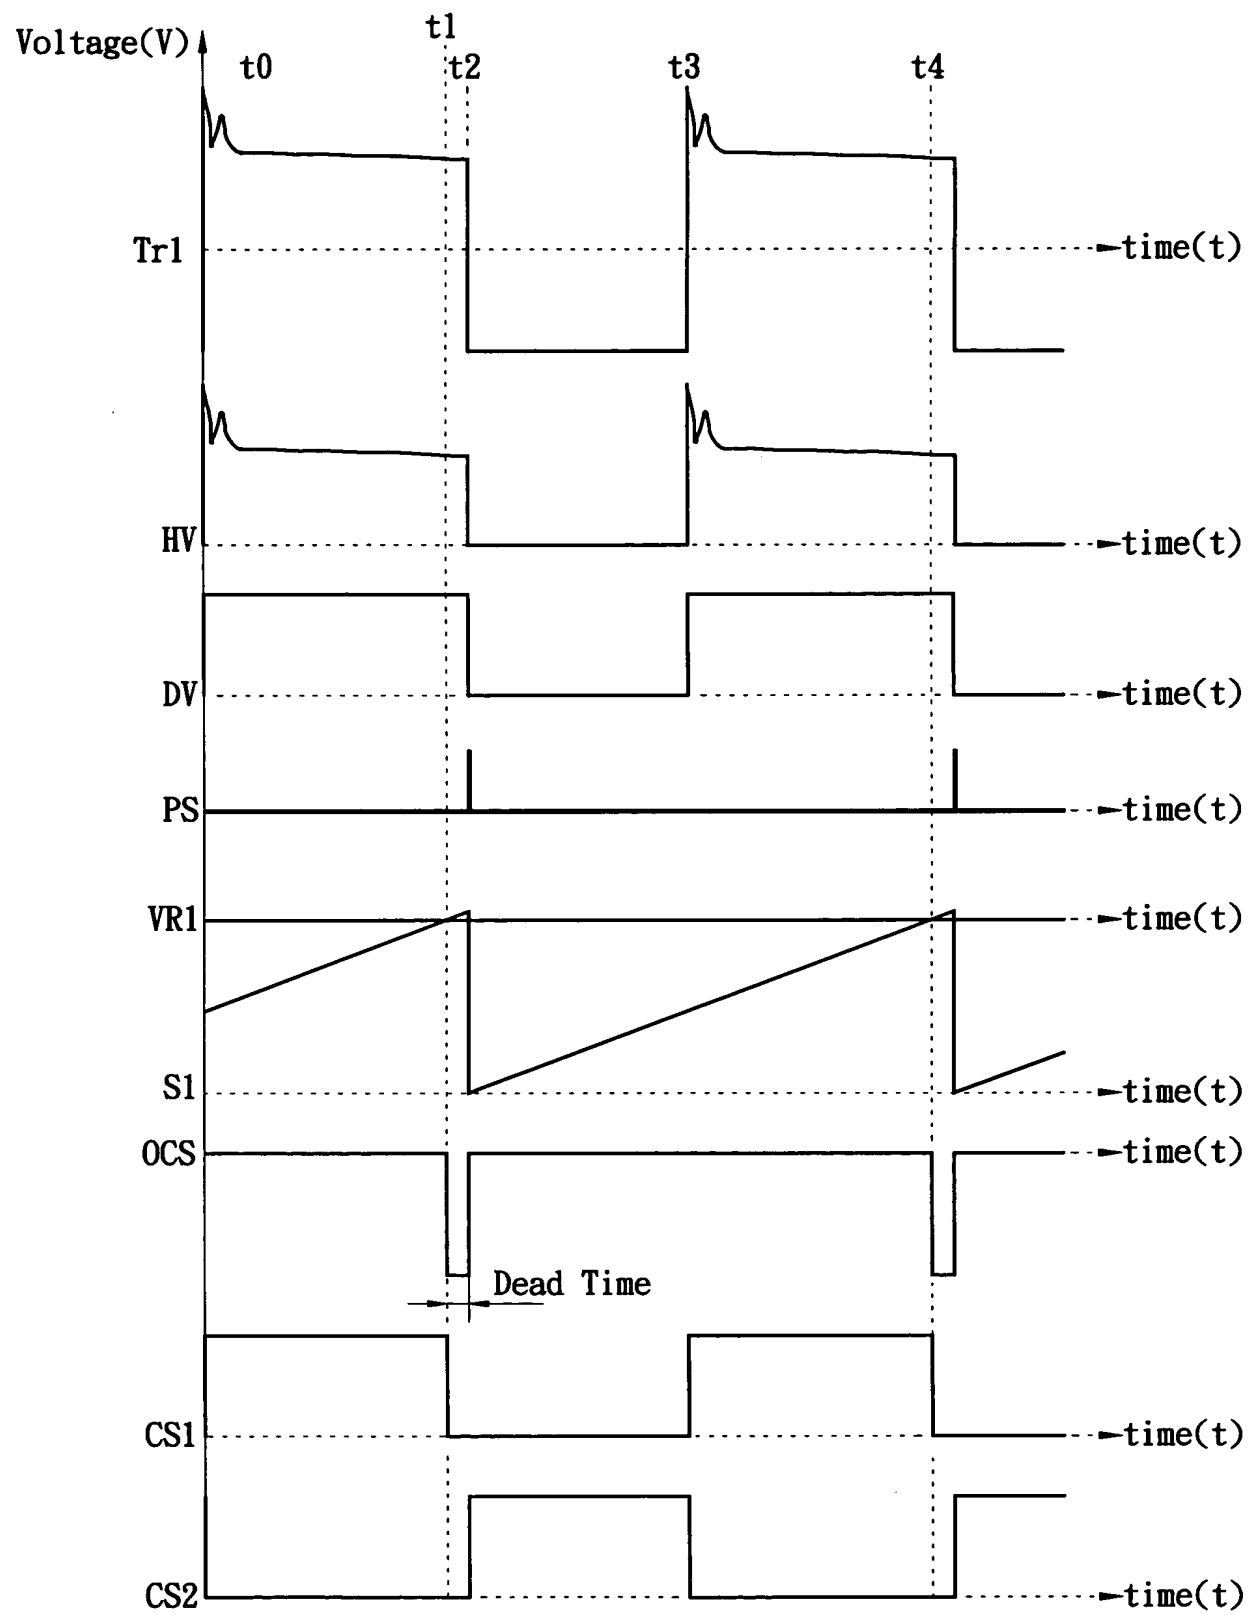 t1
Voltage(V)
t0 t2 t3 t4
Tr1 time(t)
HV time(t)
DV time(t)
PS time(t)
VR1 time(t)
S1 time(t)
OCS time(t)
Dead Time
CS1 time(t)
CS2 time(t)